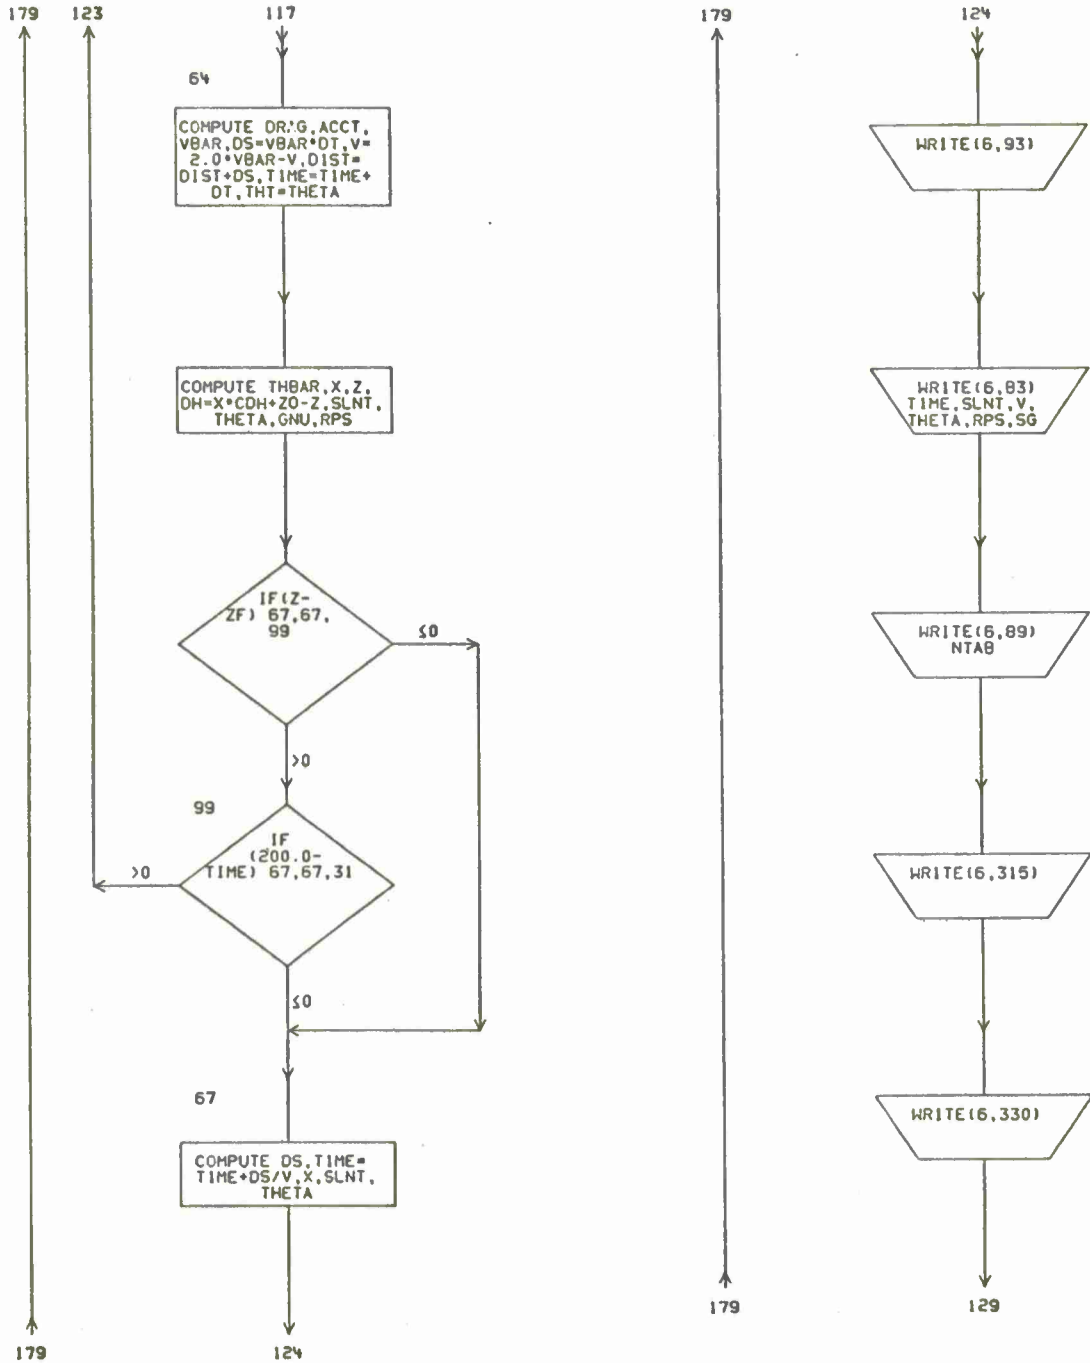 179 123 117
64
COMPUTE DRAG,ACCT,
VBAR,DS=VBAR*DT,V=
2.0*VBAR-V,DIST=
DIST+DS,TIME=TIME+
DT,THT=THETA
COMPUTE THBAR,X,Z,
DH=X*CDH+ZO-Z,SLNT,
THETA,GNU,RPS
IF(Z-
ZF) 67,67,
99
≤0
>0
99
IF
(200.0-
TIME) 67,67,31
>0
≤0
67
COMPUTE DS,TIME=
TIME+DS/V,X,SLNT,
THETA
179 124
179 124
WRITE(6,93)
WRITE(6,83)
TIME,SLNT,V,
THETA,RPS,SG
WRITE(6,89)
NTAB
WRITE(6,315)
WRITE(6,330)
179 129